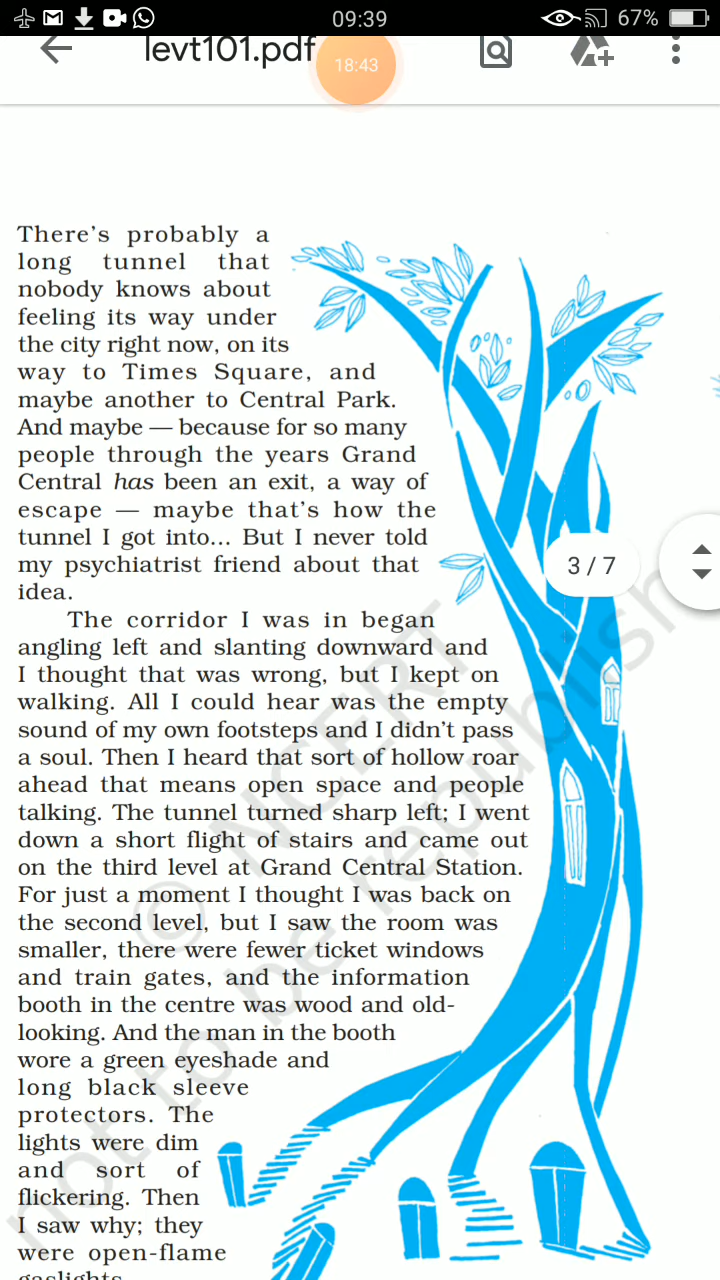 09:39
67%
levt101.pdf
18:43
There's probably a
long tunnel that
nobody knows about
feeling its way under
the city right now, on its
way to Times Square, and
maybe another to Central Park.
And maybe — because for so many
people through the years Grand
Central has been an exit, a way of
escape — maybe that's how the
tunnel I got into... But I never told
my psychiatrist friend about that
idea.
3 / 7
The corridor I was in began
angling left and slanting downward and
I thought that was wrong, but I kept on
walking. All I could hear was the empty
sound of my own footsteps and I didn't pass
a soul. Then I heard that sort of hollow roar
ahead that means open space and people
talking. The tunnel turned sharp left; I went
down a short flight of stairs and came out
on the third level at Grand Central Station.
For just a moment I thought I was back on
the second level, but I saw the room was
smaller, there were fewer ticket windows
and train gates, and the information
booth in the centre was wood and old-
looking. And the man in the booth
wore a green eyeshade and
long black sleeve
protectors. The
lights were dim
and sort of
flickering. Then
I saw why; they
were open-flame
gaslights.
© NCERT
not to be republish